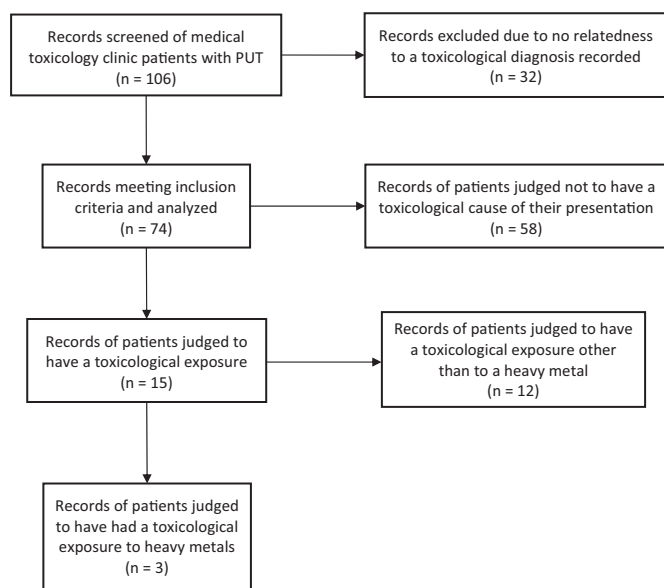 Records screened of medical
toxicology clinic patients with PUT
(n = 106)
Records excluded due to no relatedness
to a toxicological diagnosis recorded
(n = 32)
Records meeting inclusion
criteria and analyzed
(n = 74)
Records of patients judged not to have a
toxicological cause of their presentation
(n = 58)
Records of patients judged to
have a toxicological exposure
(n = 15)
Records of patients judged to have
a toxicological exposure other
than to a heavy metal
(n = 12)
Records of patients judged
to have had a toxicological
exposure to heavy metals
(n = 3)